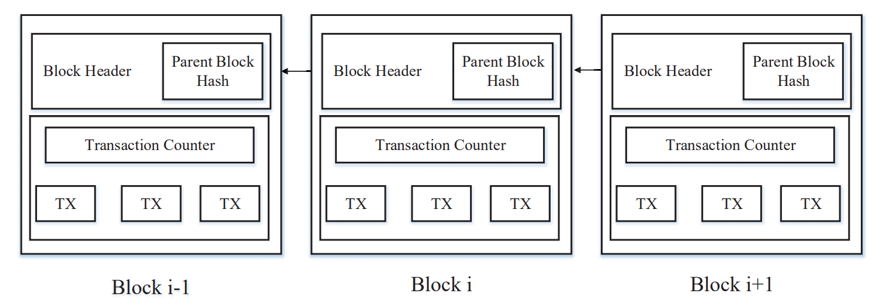 Block Header
Parent Block
Hash
Transaction Counter
TX TX TX
Block i-1
Block Header
Parent Block
Hash
Transaction Counter
TX TX TX
Block i
Block Header
Parent Block
Hash
Transaction Counter
TX TX TX
Block i+1